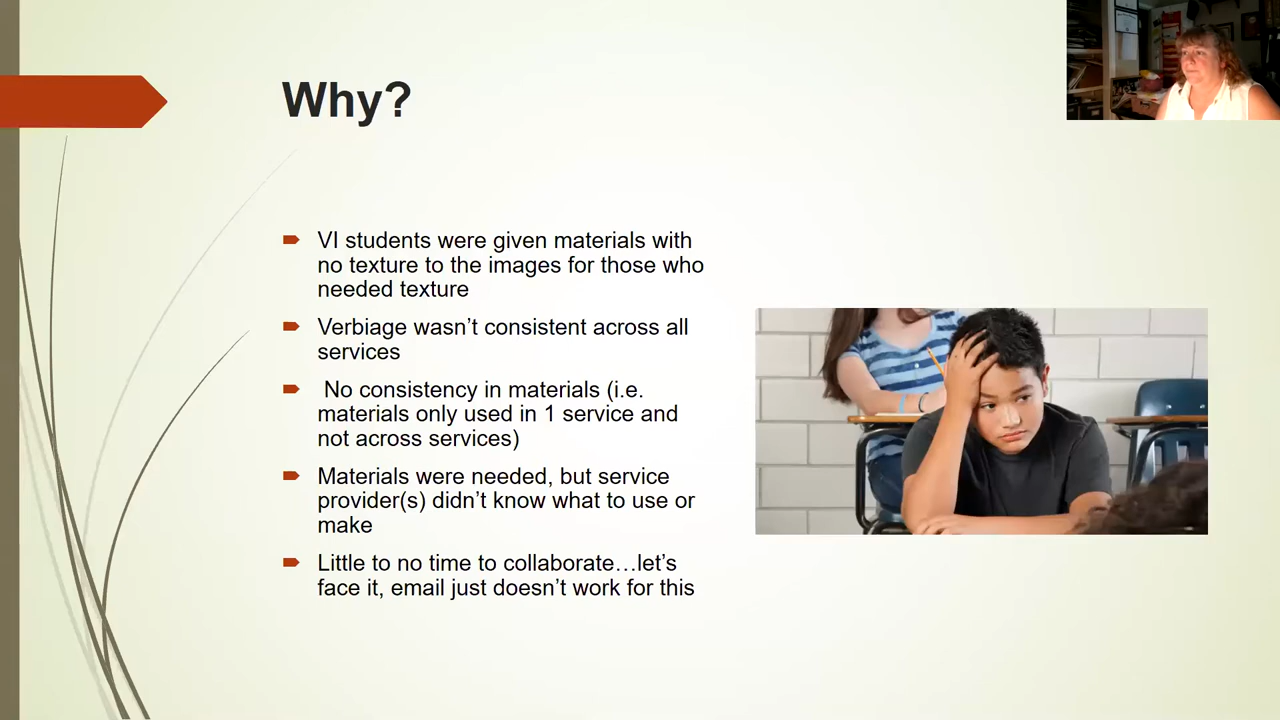 Why?
VI students were given materials with
no texture to the images for those who
needed texture
Verbiage wasn’t consistent across all
services
No consistency in materials (i.e.
materials only used in 1 service and
not across services)
Materials were needed, but service
provider(s) didn’t know what to use or
make
Little to no time to collaborate…let’s
face it, email just doesn’t work for this